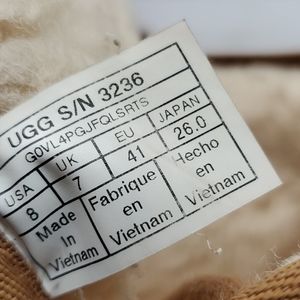 UGG S/N 3236
GOVL4PGJFQLSRTS
USA UK EU JAPAN
8 7 41 26.0
Made In Vietnam
Fabrique en Vietnam
Hecho en Vietnam